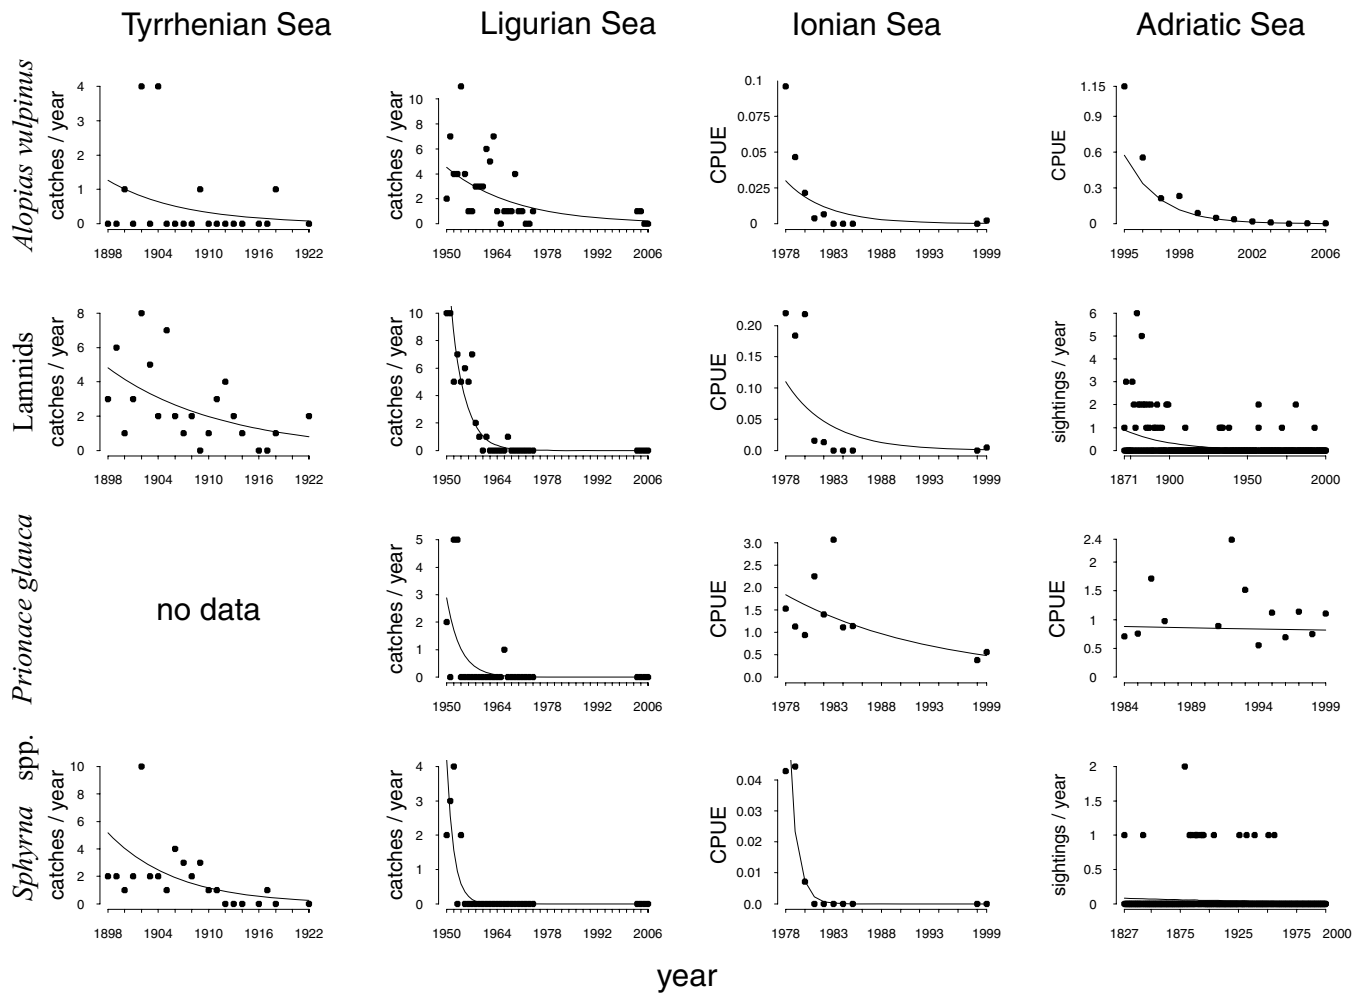 Tyrrhenian Sea Ligurian Sea Ionian Sea Adriatic Sea
Alopias vulpinus
catches / year
4
3
2
1
0
1898 1904 1910 1916 1922
catches / year
10
8
6
4
2
0
1950 1964 1978 1992 2006
CPUE
0.1
0.075
0.05
0.025
0
1978 1983 1988 1993 1999
CPUE
1.15
0.9
0.6
0.3
0
1995 1998 2002 2006
Lamnids
catches / year
8
6
4
2
0
1898 1904 1910 1916 1922
catches / year
10
8
6
4
2
0
1950 1964 1978 1992 2006
CPUE
0.20
0.15
0.10
0.05
0.0
1978 1983 1988 1993 1999
sightings / year
6
5
4
3
2
1
0
1871 1900 1950 2000
Prionace glauca
no data
catches / year
5
4
3
2
1
0
1950 1964 1978 1992 2006
CPUE
3.0
2.5
2.0
1.5
1.0
0.5
0.0
1978 1983 1988 1993 1999
CPUE
2.4
2
1.5
1
0.5
0
1984 1989 1994 1999
Sphyrna spp.
catches / year
10
8
6
4
2
0
1898 1904 1910 1916 1922
catches / year
4
3
2
1
0
1950 1964 1978 1992 2006
CPUE
0.04
0.03
0.02
0.01
0.0
1978 1983 1988 1993 1999
sightings / year
2
1.5
1
0.5
0
1827 1875 1925 1975 2000
year